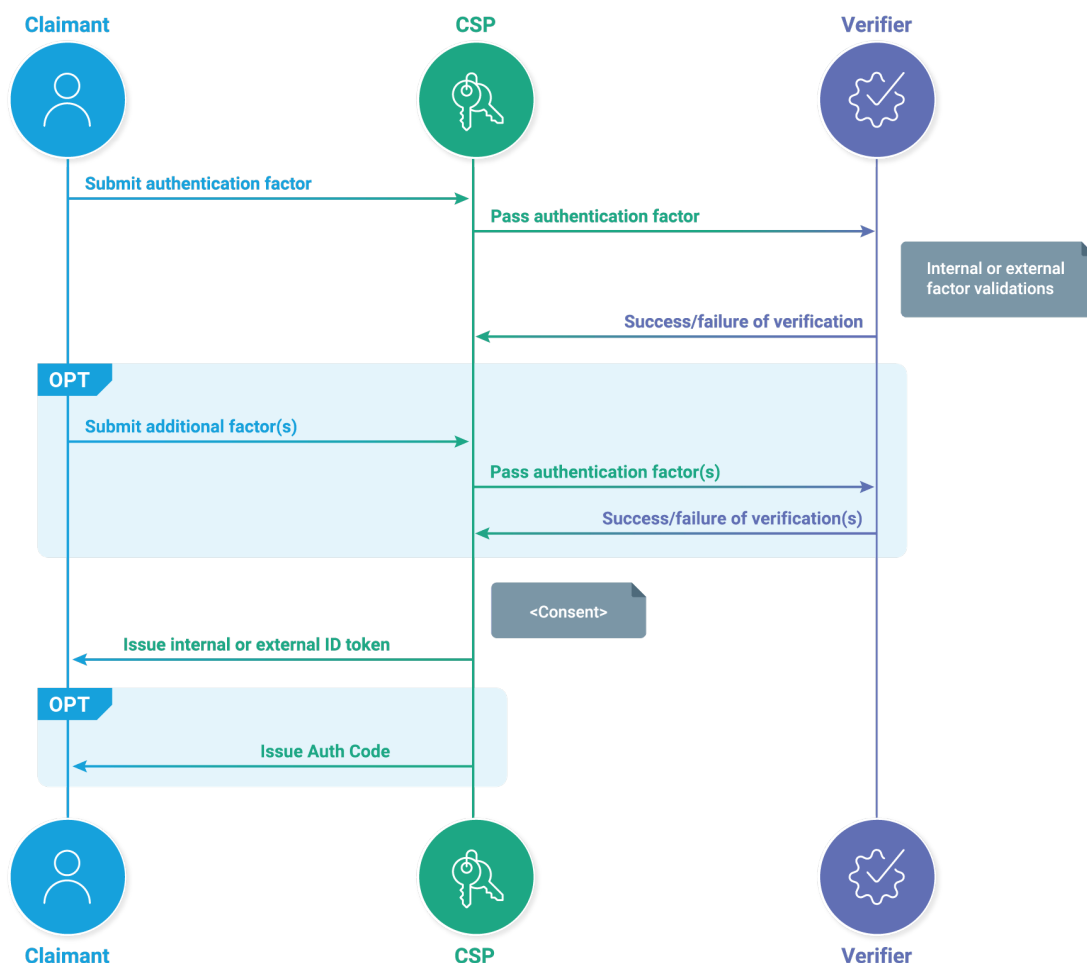 Claimant
CSP
Verifier
Submit authentication factor
Pass authentication factor
Internal or external
factor validations
Success/failure of verification
OPT
Submit additional factor(s)
Pass authentication factor(s)
Success/failure of verification(s)
<Consent>
Issue internal or external ID token
OPT
Issue Auth Code
Claimant
CSP
Verifier